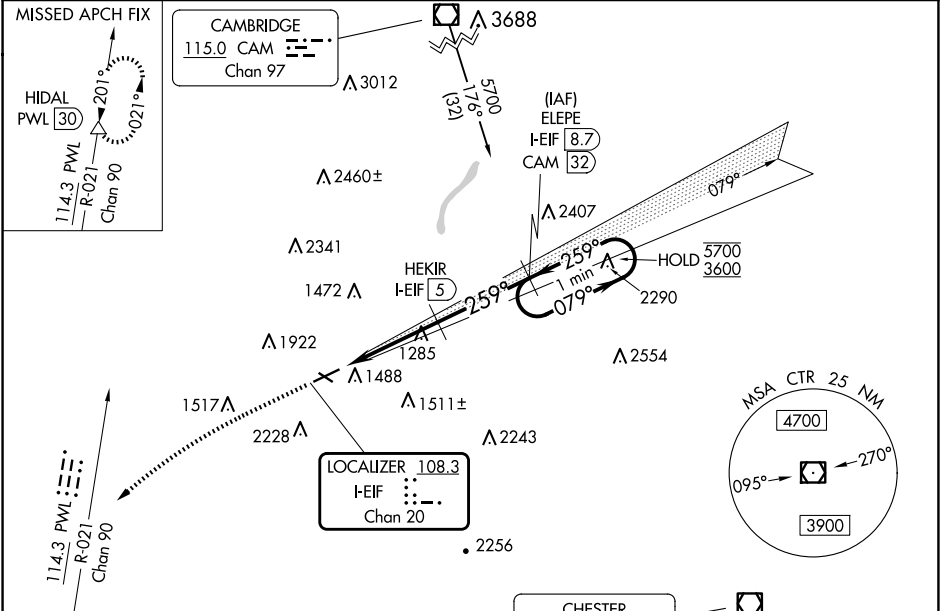 MISSED APCH FIX
HIDAL
PWL 30
201°
021°
114.3 PWL
R-021
Chan 90
CAMBRIDGE
115.0 CAM
Chan 97
3688
3012
5700
176°
(32)
(IAF)
ELEPE
I-EIF 8.7
CAM 32
2460±
2407
079°
2341
HEKIR
I-EIF 5
259°
1 min
079°
HOLD 5700
3600
2290
1472
259°
1922
1285
2554
1488
1517
1511±
2228
2243
LOCALIZER 108.3
I-EIF
Chan 20
2256
114.3 PWL
R-021
Chan 90
MSA CTR 25 NM
4700
095°
270°
3900
CHESTER